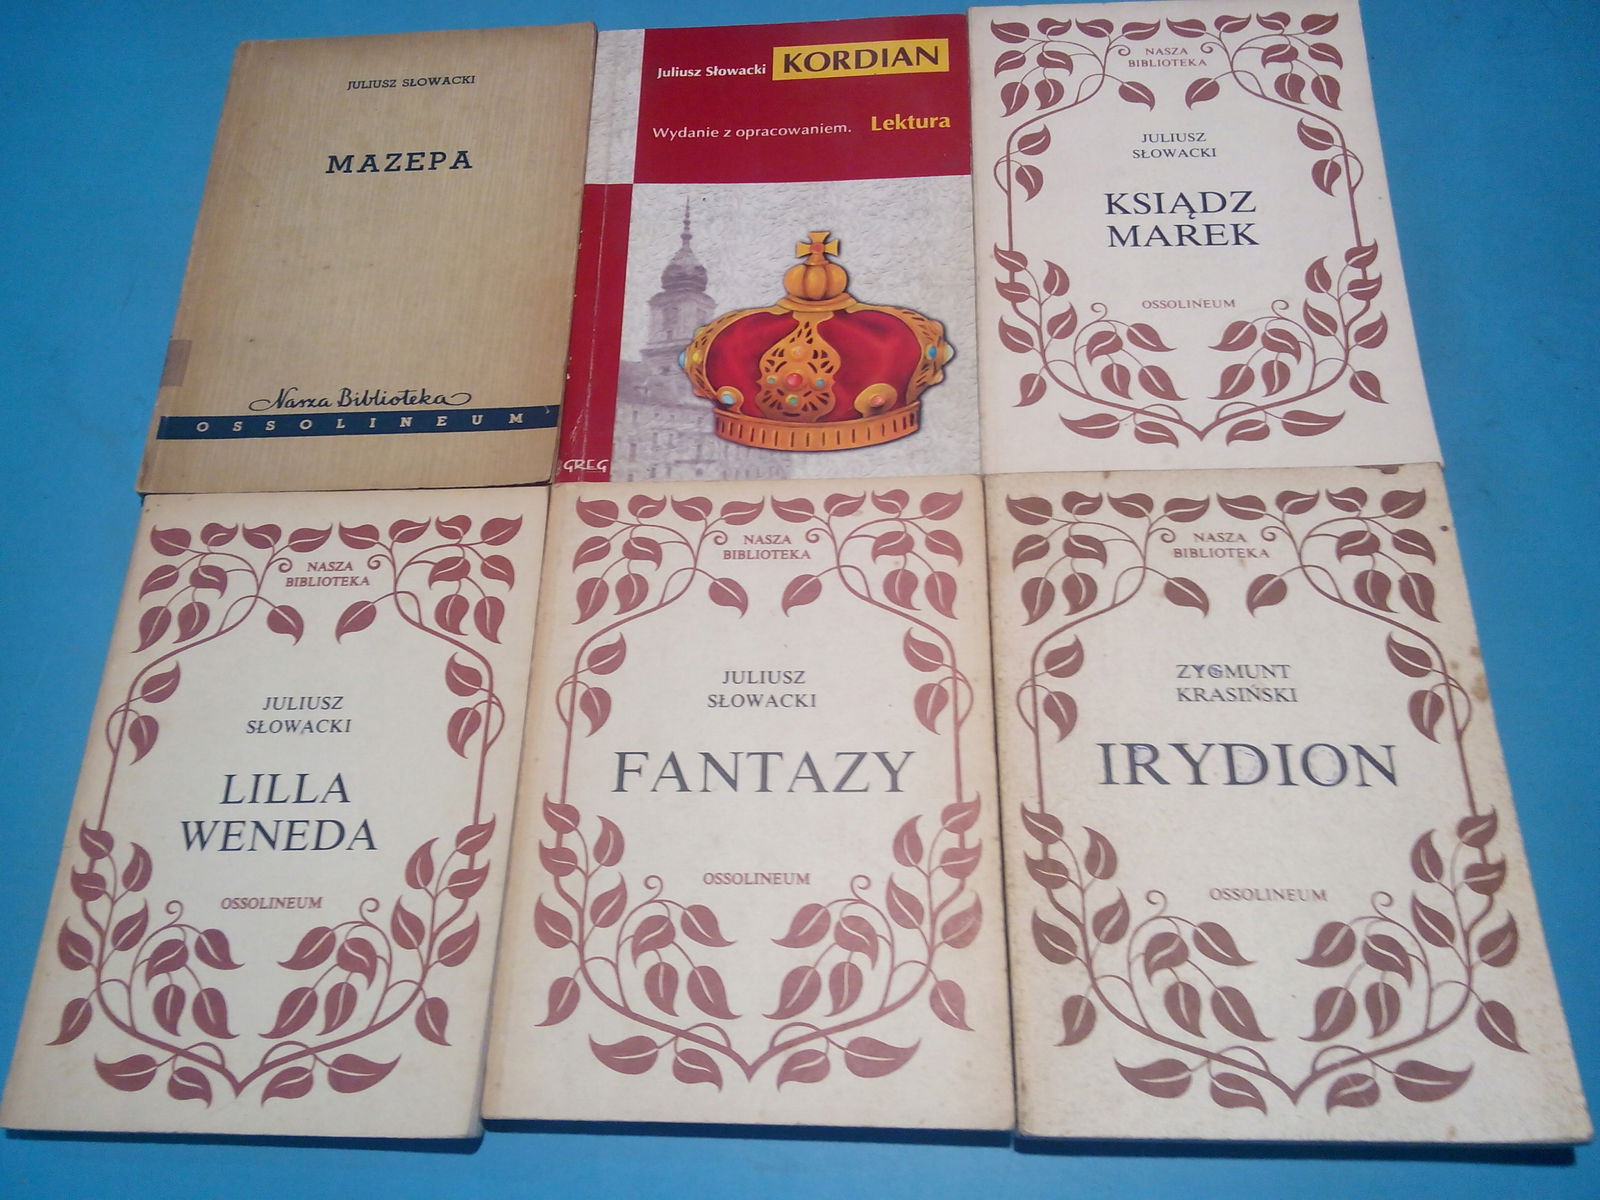 JULIUSZ SŁOWACKI
MAZEPA
Nasza Biblioteka
OSSOLINEUM
Juliusz Słowacki KORDIAN
Wydanie z opracowaniem. Lektura
GREG
NASZA
BIBLIOTEKA
JULIUSZ
SŁOWACKI
KSIĄDZ
MAREK
OSSOLINEUM
NASZA
BIBLIOTEKA
JULIUSZ
SŁOWACKI
LILLA
WENEDA
OSSOLINEUM
NASZA
BIBLIOTEKA
JULIUSZ
SŁOWACKI
FANTAZY
OSSOLINEUM
NASZA
BIBLIOTEKA
ZYGMUNT
KRASIŃSKI
IRYDION
OSSOLINEUM